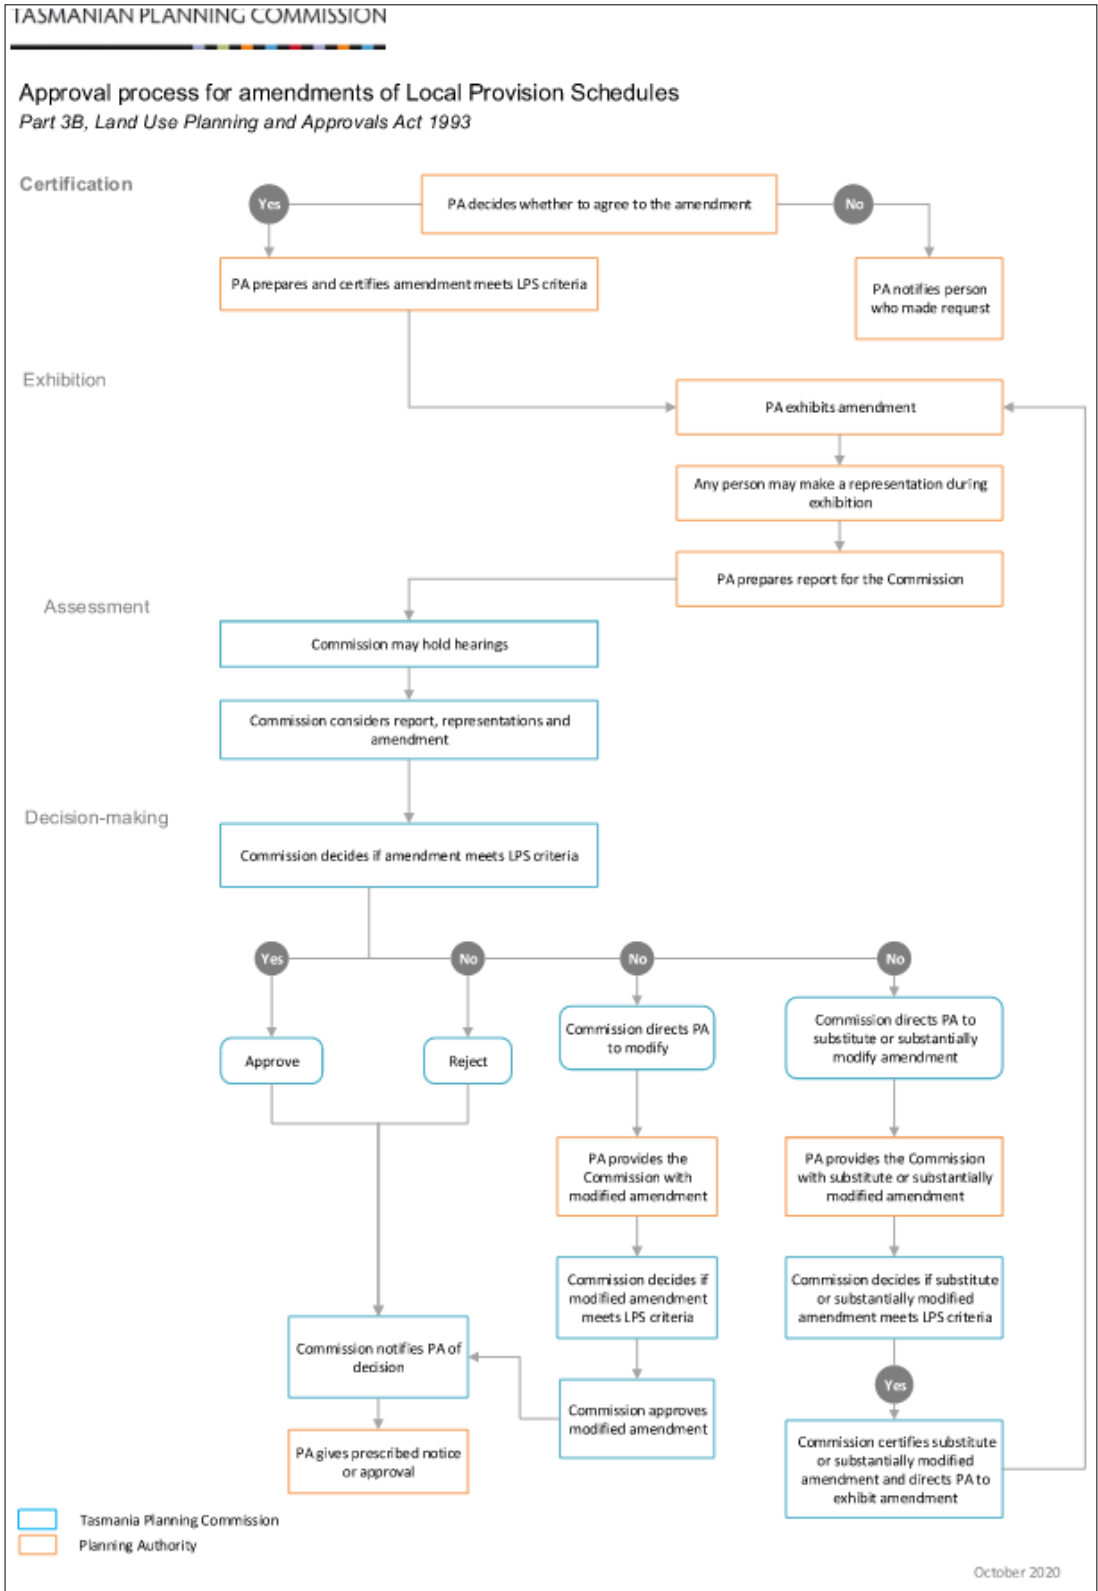 TASMANIAN PLANNING COMMISSION
Approval process for amendments of Local Provision Schedules
Part 3B, Land Use Planning and Approvals Act 1993
Certification
Yes
PA decides whether to agree to the amendment
No
PA prepares and certifies amendment meets LPS criteria
PA notifies person
who made request
Exhibition
PA exhibits amendment
Any person may make a representation during
exhibition
PA prepares report for the Commission
Assessment
Commission may hold hearings
Commission considers report, representations and
amendment
Decision-making
Commission decides if amendment meets LPS criteria
Yes
No
No
No
Approve
Reject
Commission directs PA
to modify
Commission directs PA to
substitute or substantially
modify amendment
PA provides the
Commission with
modified amendment
PA provides the Commission
with substitute or substantially
modified amendment
Commission decides if
modified amendment
meets LPS criteria
Commission decides if substitute
or substantially modified
amendment meets LPS criteria
Commission notifies PA of
decision
Yes
Commission approves
modified amendment
Commission certifies substitute
or substantially modified
amendment and directs PA to
exhibit amendment
PA gives prescribed notice
or approval
Tasmania Planning Commission
Planning Authority
October 2020